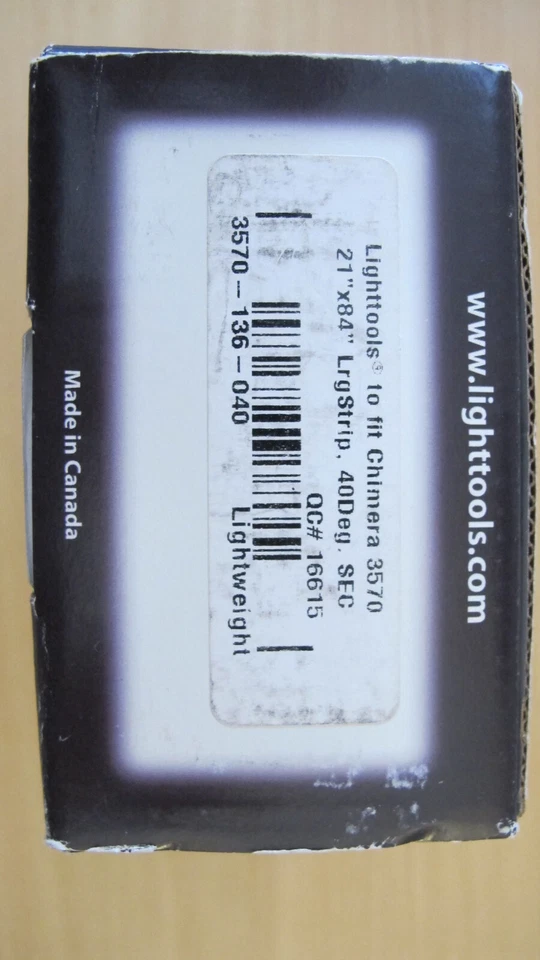 www.lighttools.com
Lighttools® to fit Chimera 3570
21"x84" LrgStrip, 40Deg. SEC
QC# 16615
3570-136-040
Lightweight
Made in Canada